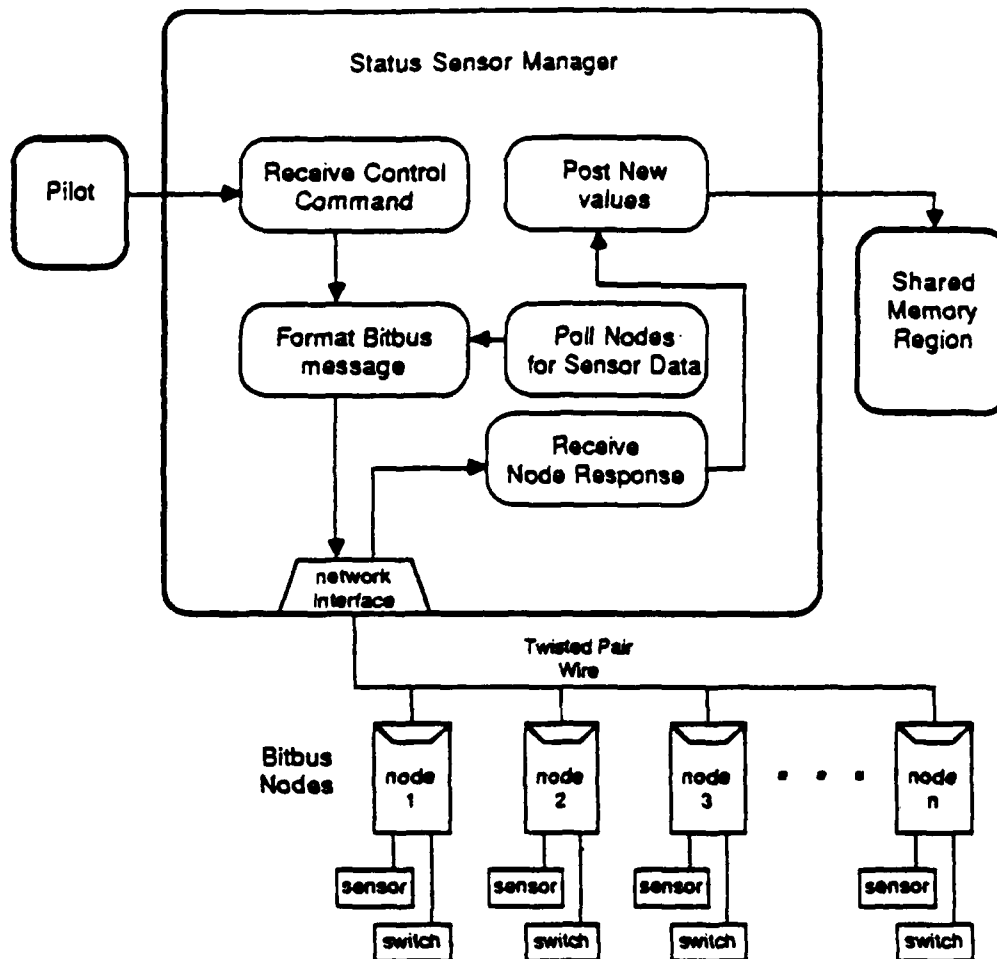 Status Sensor Manager
Pilot
Receive Control
Command
Post New
values
Shared
Memory
Region
Format Bitbus
message
Poll Nodes
for Sensor Data
Receive
Node Response
network
interface
Twisted Pair
Wire
Bitbus
Nodes
node
1
node
2
node
3
node
n
sensor
sensor
sensor
sensor
switch
switch
switch
switch